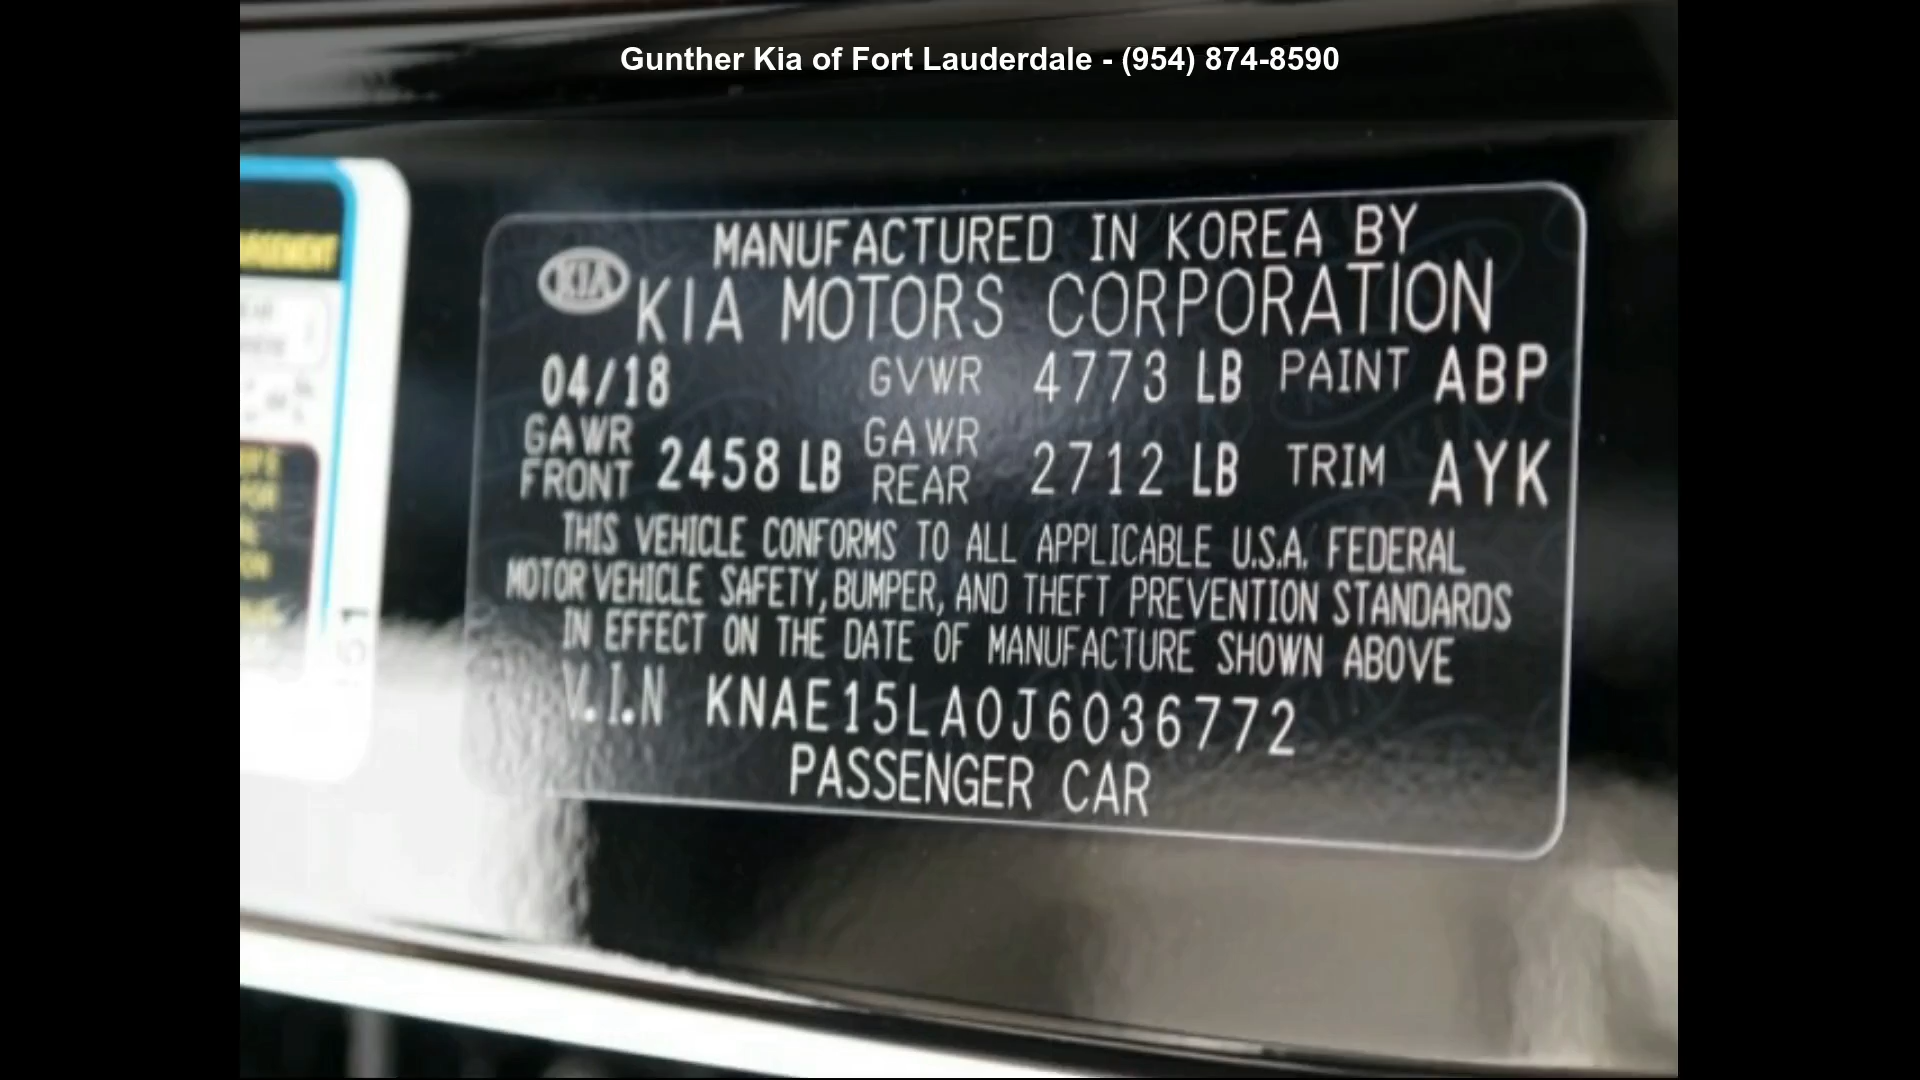 Gunther Kia of Fort Lauderdale - (954) 874-8590
MANUFACTURED IN KOREA BY
KIA KIA MOTORS CORPORATION
04/18 GVWR 4773 LB PAINT ABP
GAWR FRONT 2458 LB GAWR REAR 2712 LB TRIM AYK
THIS VEHICLE CONFORMS TO ALL APPLICABLE U.S.A. FEDERAL
MOTOR VEHICLE SAFETY, BUMPER, AND THEFT PREVENTION STANDARDS
IN EFFECT ON THE DATE OF MANUFACTURE SHOWN ABOVE
V.I.N KNAE15LA0J6036772
PASSENGER CAR